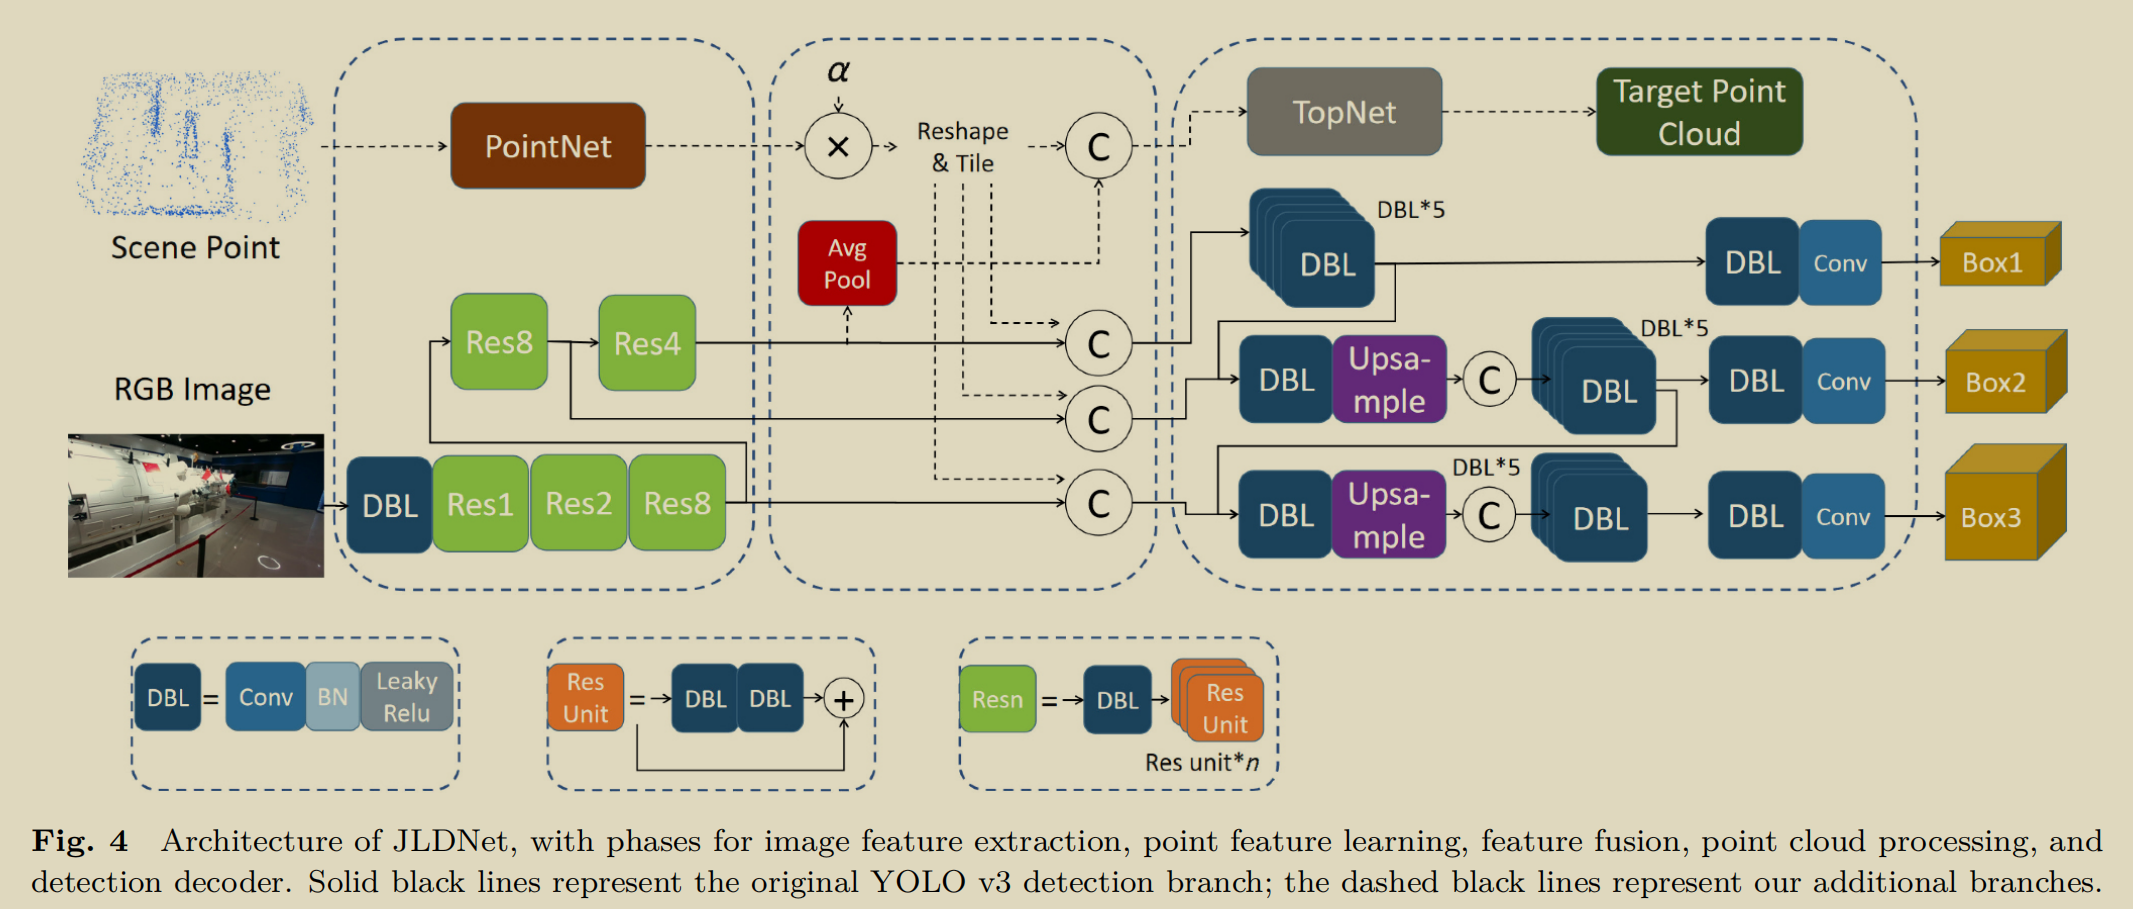 α
Reshape
& Tile
PointNet
×
C
TopNet
Target Point
Cloud
Scene Point
Avg
Pool
DBL*5
DBL
DBL
Conv
Box1
Res8
Res4
C
RGB Image
C
DBL
Upsa-
mple
C
DBL*5
DBL
DBL
Conv
Box2
DBL
Res1
Res2
Res8
C
DBL
Upsa-
mple
DBL*5
C
DBL
DBL
Conv
Box3
DBL
=
Conv
BN
Leaky
Relu
Res
Unit
=
DBL
DBL
+
Resn
=
DBL
Res
Unit
Res unit*n
Fig. 4 Architecture of JLDNet, with phases for image feature extraction, point feature learning, feature fusion, point cloud processing, and
detection decoder. Solid black lines represent the original YOLO v3 detection branch; the dashed black lines represent our additional branches.